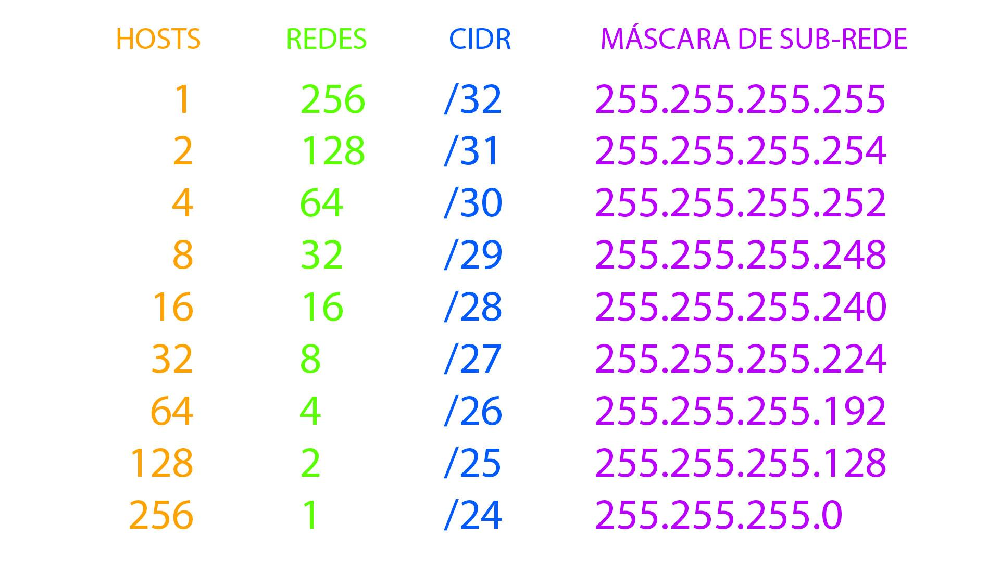 HOSTS REDES CIDR MÁSCARA DE SUB-REDE
1 256 /32 255.255.255.255
2 128 /31 255.255.255.254
4 64 /30 255.255.255.252
8 32 /29 255.255.255.248
16 16 /28 255.255.255.240
32 8 /27 255.255.255.224
64 4 /26 255.255.255.192
128 2 /25 255.255.255.128
256 1 /24 255.255.255.0